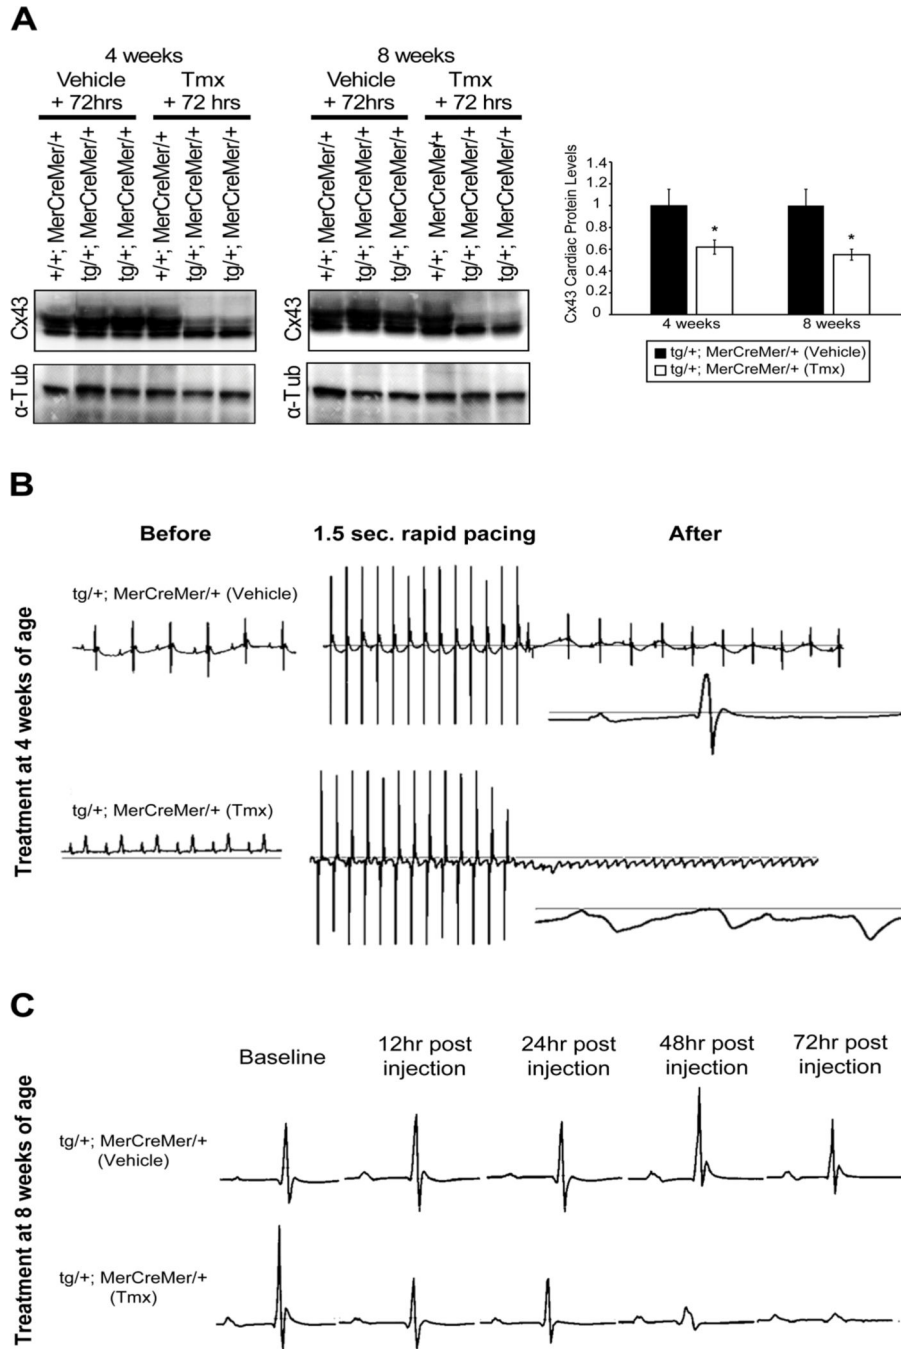 A
4 weeks
Vehicle
+ 72hrs
Tmx
+ 72 hrs
+/+; MerCreMer/+
tg/+; MerCreMer/+
tg/+; MerCreMer/+
+/+; MerCreMer/+
tg/+; MerCreMer/+
tg/+; MerCreMer/+
Cx43
α-Tub
8 weeks
Vehicle
+ 72hrs
Tmx
+ 72 hrs
+/+; MerCreMer/+
tg/+; MerCreMer/+
tg/+; MerCreMer/+
+/+; MerCreMer/+
tg/+; MerCreMer/+
tg/+; MerCreMer/+
Cx43
α-Tub
Cx43 Cardiac Protein Levels
1.4
1.2
1
0.8
0.6
0.4
0.2
0
*
*
4 weeks
8 weeks
tg/+; MerCreMer/+ (Vehicle)
tg/+; MerCreMer/+ (Tmx)
B
Before
1.5 sec. rapid pacing
After
Treatment at 4 weeks of age
tg/+; MerCreMer/+ (Vehicle)
tg/+; MerCreMer/+ (Tmx)
C
Baseline
12hr post
injection
24hr post
injection
48hr post
injection
72hr post
injection
Treatment at 8 weeks of age
tg/+; MerCreMer/+
(Vehicle)
tg/+; MerCreMer/+
(Tmx)